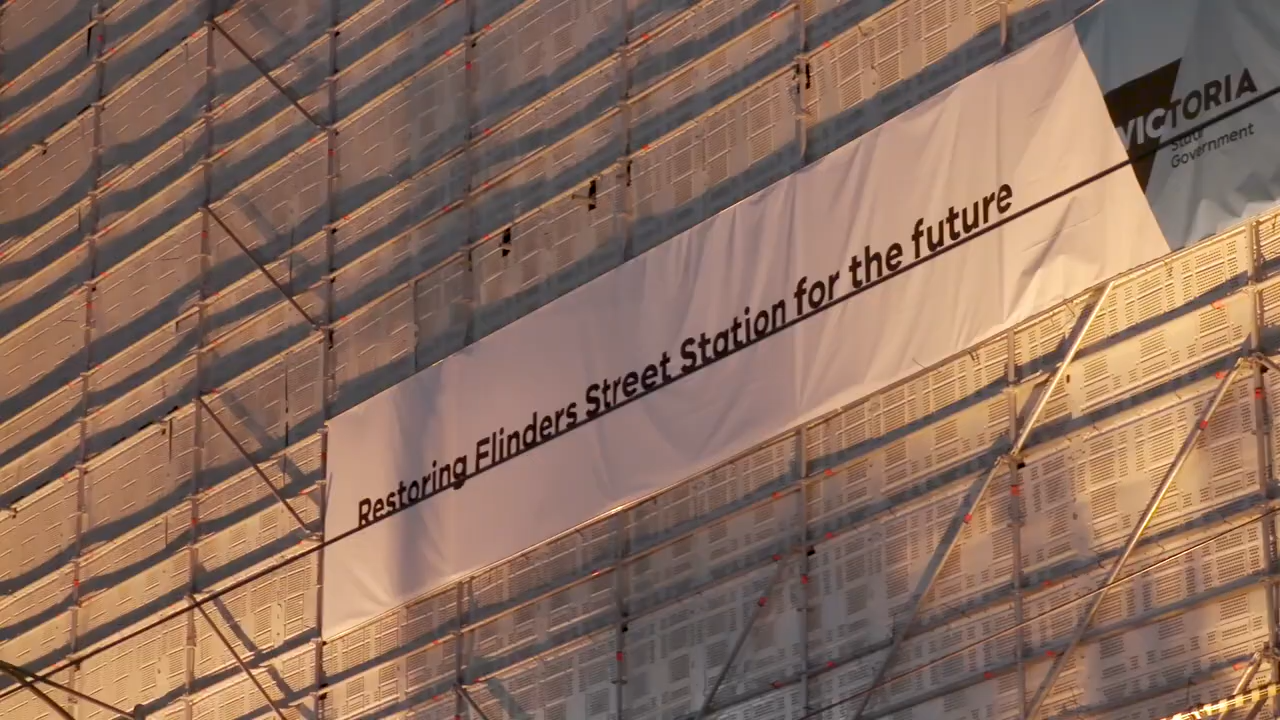 Restoring Flinders Street Station for the future
VICTORIA
State
Government